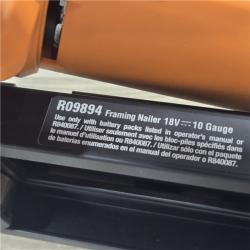 R09894 Framing Nailer 18V⎓ 10 Gauge
Use only with battery packs listed in operator's manual or
R840087. / Utiliser seulement avec les bloc-piles spécifiés dans
le manuel d'utilisation ou R840087. / Utilizar sólo con el paquete
de baterías enumerados en el manual del operador o R840087.